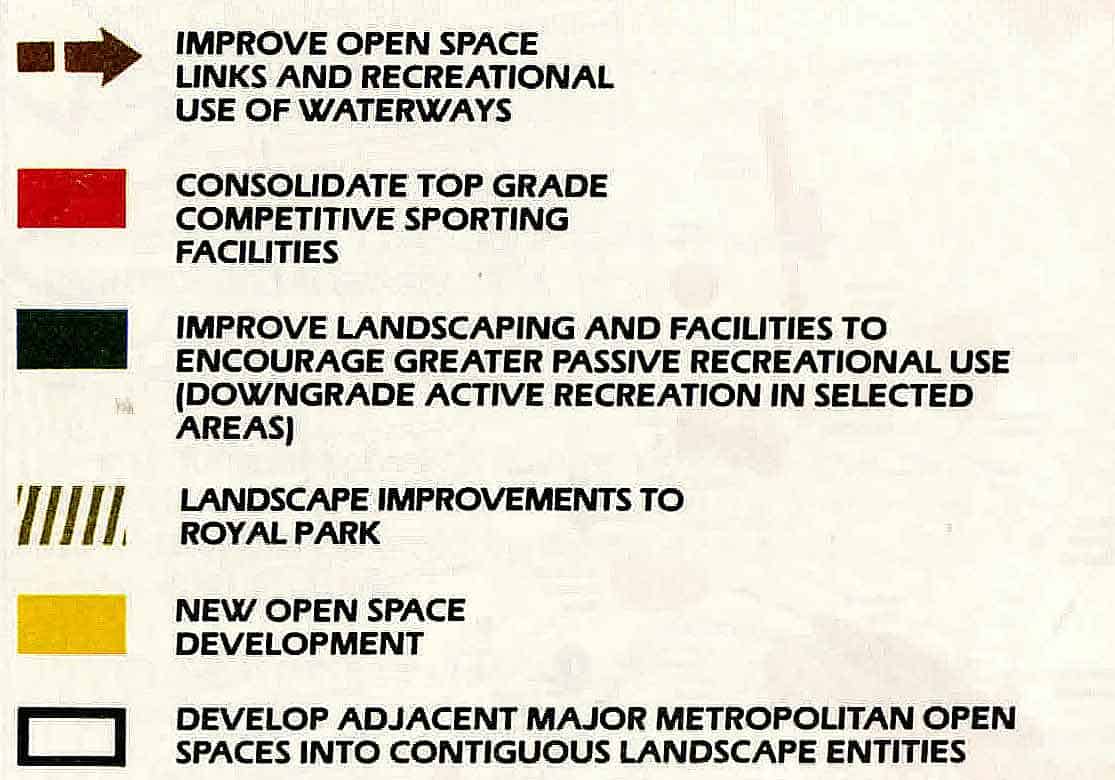 IMPROVE OPEN SPACE
LINKS AND RECREATIONAL
USE OF WATERWAYS
CONSOLIDATE TOP GRADE
COMPETITIVE SPORTING
FACILITIES
IMPROVE LANDSCAPING AND FACILITIES TO
ENCOURAGE GREATER PASSIVE RECREATIONAL USE
(DOWNGRADE ACTIVE RECREATION IN SELECTED
AREAS)
LANDSCAPE IMPROVEMENTS TO
ROYAL PARK
NEW OPEN SPACE
DEVELOPMENT
DEVELOP ADJACENT MAJOR METROPOLITAN OPEN
SPACES INTO CONTIGUOUS LANDSCAPE ENTITIES